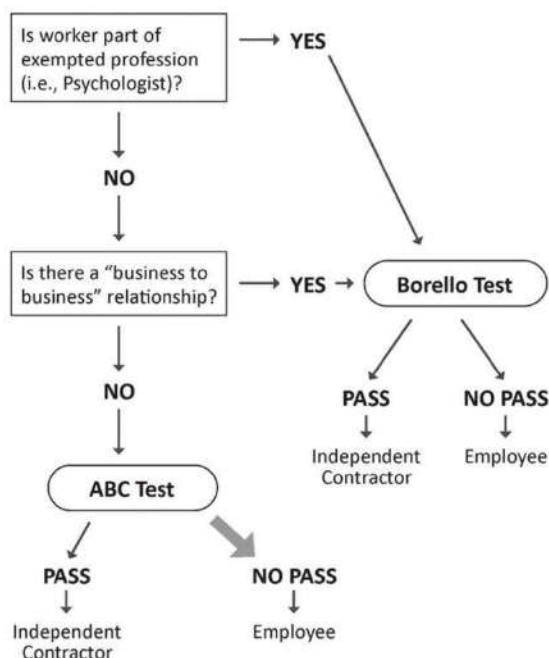 Is worker part of
exempted profession
(i.e., Psychologist)?
YES
NO
Is there a “business to
business” relationship?
YES
Borello Test
NO
PASS
NO PASS
Independent
Contractor
Employee
ABC Test
PASS
NO PASS
Independent
Contractor
Employee